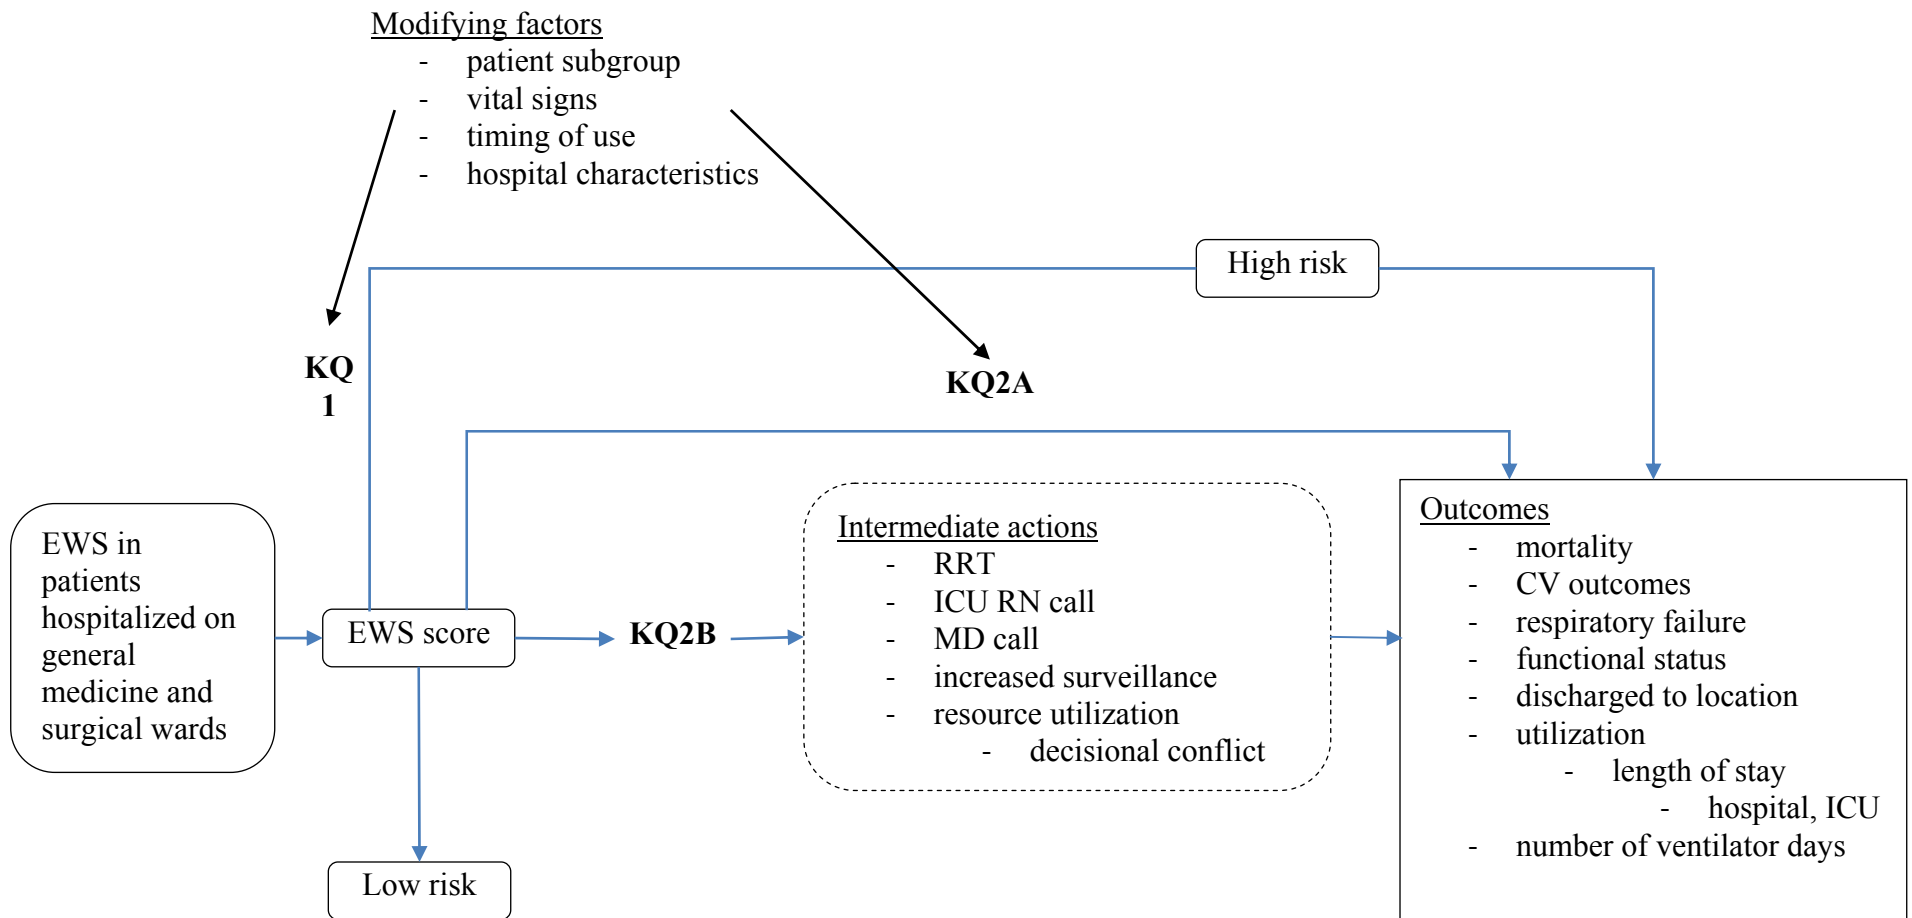 Modifying factors
- patient subgroup
- vital signs
- timing of use
- hospital characteristics
High risk
KQ
1
KQ2A
EWS in
patients
hospitalized on
general
medicine and
surgical wards
EWS score
KQ2B
Intermediate actions
- RRT
- ICU RN call
- MD call
- increased surveillance
- resource utilization
- decisional conflict
Outcomes
- mortality
- CV outcomes
- respiratory failure
- functional status
- discharged to location
- utilization
- length of stay
- hospital, ICU
- number of ventilator days
Low risk